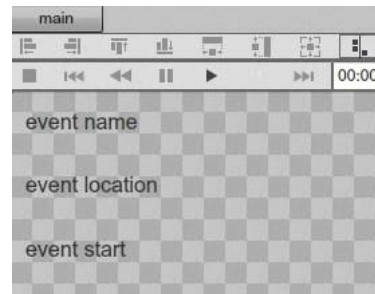 main
00:00
event name
event location
event start